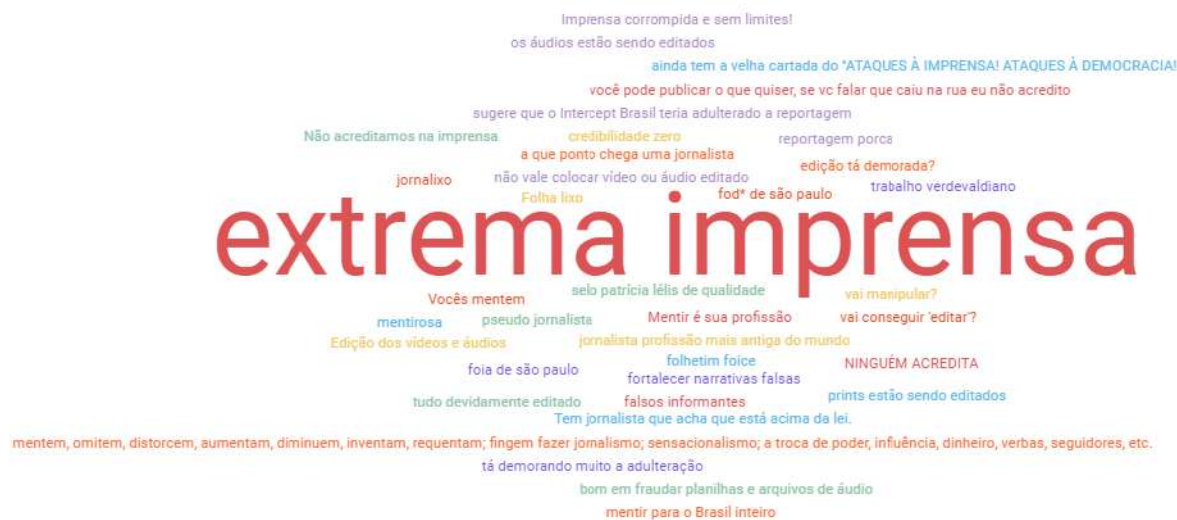 Imprensa corrompida e sem limites!
os áudios estão sendo editados
ainda tem a velha cartada do "ATAQUES À IMPRENSA! ATAQUES À DEMOCRACIA!
você pode publicar o que quiser, se vc falar que caiu na rua eu não acredito
sugere que o Intercept Brasil teria adulterado a reportagem
Não acreditamos na imprensa
credibilidade zero
reportagem porca
a que ponto chega uma jornalista
edição tá demorada?
jornalixo
não vale colocar vídeo ou áudio editado
trabalho verdevaldiano
Folha lixo
fod* de são paulo
extrema imprensa
selo patrícia lélis de qualidade
vai manipular?
Vocês mentem
mentirosa
pseudo jornalista
Mentir é sua profissão
vai conseguir 'editar'?
Edição dos vídeos e áudios
jornalista profissão mais antiga do mundo
foia de são paulo
folhetim foice
NINGUÉM ACREDITA
fortalecer narrativas falsas
tudo devidamente editado
falsos informantes
prints estão sendo editados
Tem jornalista que acha que está acima da lei.
mentem, omitem, distorcem, aumentam, diminuem, inventam, requentam; fingem fazer jornalismo; sensacionalismo; a troca de poder, influência, dinheiro, verbas, seguidores, etc.
tá demorando muito a adulteração
bom em fraudar planilhas e arquivos de áudio
mentir para o Brasil inteiro